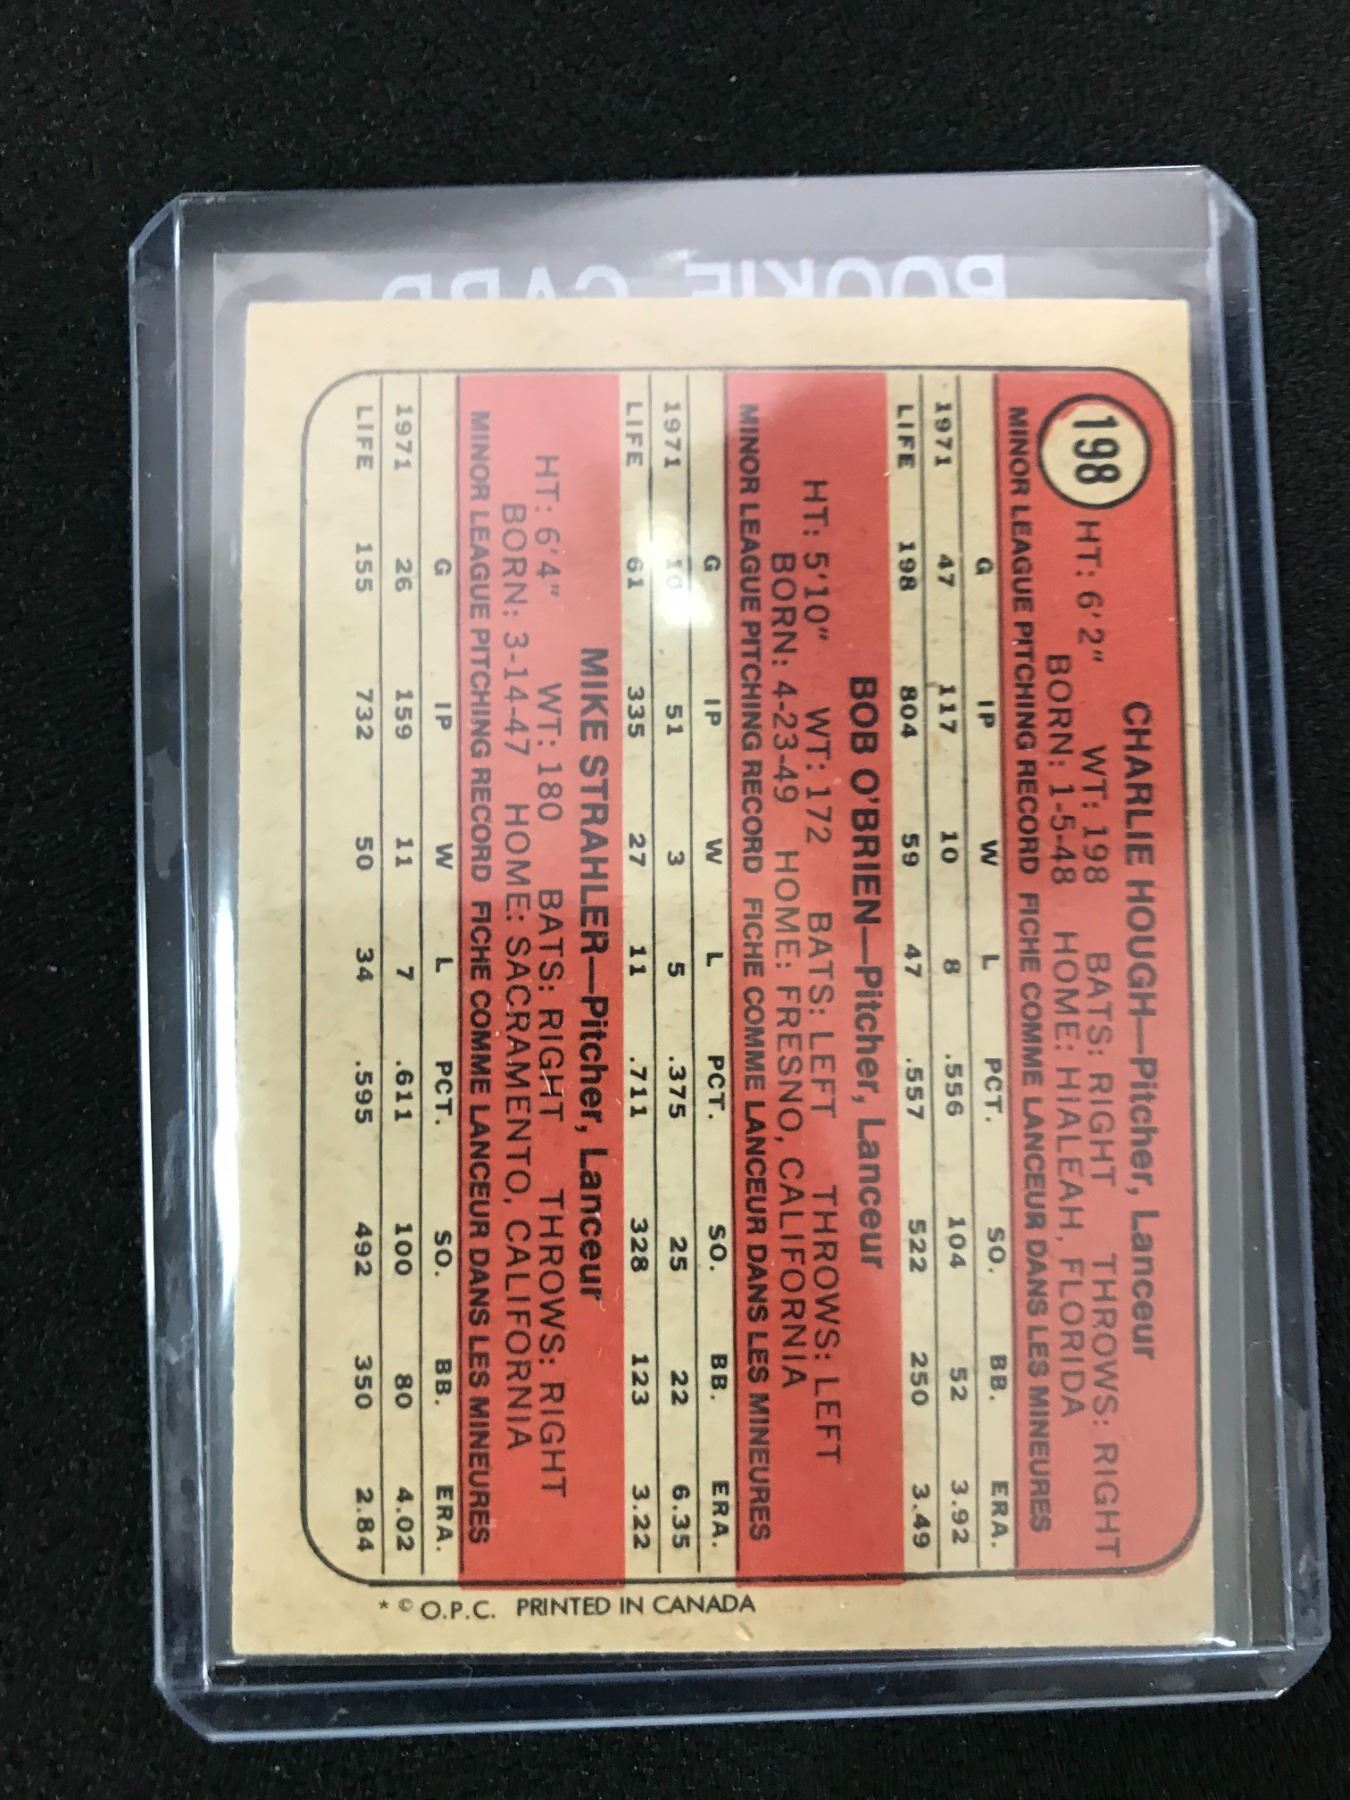 ROOKIE CARD
198
CHARLIE HOUGH—Pitcher, Lanceur
HT: 6'2" WT: 198 BATS: RIGHT THROWS: RIGHT
BORN: 1-5-48 HOME: HIALEAH, FLORIDA
MINOR LEAGUE PITCHING RECORD FICHE COMME LANCEUR DANS LES MINEURES
G IP W L PCT. SO. BB. ERA.
1971 47 117 10 8 .556 104 52 3.92
LIFE 198 804 59 47 .557 522 250 3.49
BOB O'BRIEN—Pitcher, Lanceur
HT: 5'10" WT: 172 BATS: LEFT THROWS: LEFT
BORN: 4-23-49 HOME: FRESNO, CALIFORNIA
MINOR LEAGUE PITCHING RECORD FICHE COMME LANCEUR DANS LES MINEURES
G IP W L PCT. SO. BB. ERA.
1971 10 51 3 5 .375 25 22 6.35
LIFE 61 335 27 11 .711 328 123 3.22
MIKE STRAHLER—Pitcher, Lanceur
HT: 6'4" WT: 180 BATS: RIGHT THROWS: RIGHT
BORN: 3-14-47 HOME: SACRAMENTO, CALIFORNIA
MINOR LEAGUE PITCHING RECORD FICHE COMME LANCEUR DANS LES MINEURES
G IP W L PCT. SO. BB. ERA.
1971 26 159 11 7 .611 100 80 4.02
LIFE 155 732 50 34 .595 492 350 2.84
* © O.P.C. PRINTED IN CANADA